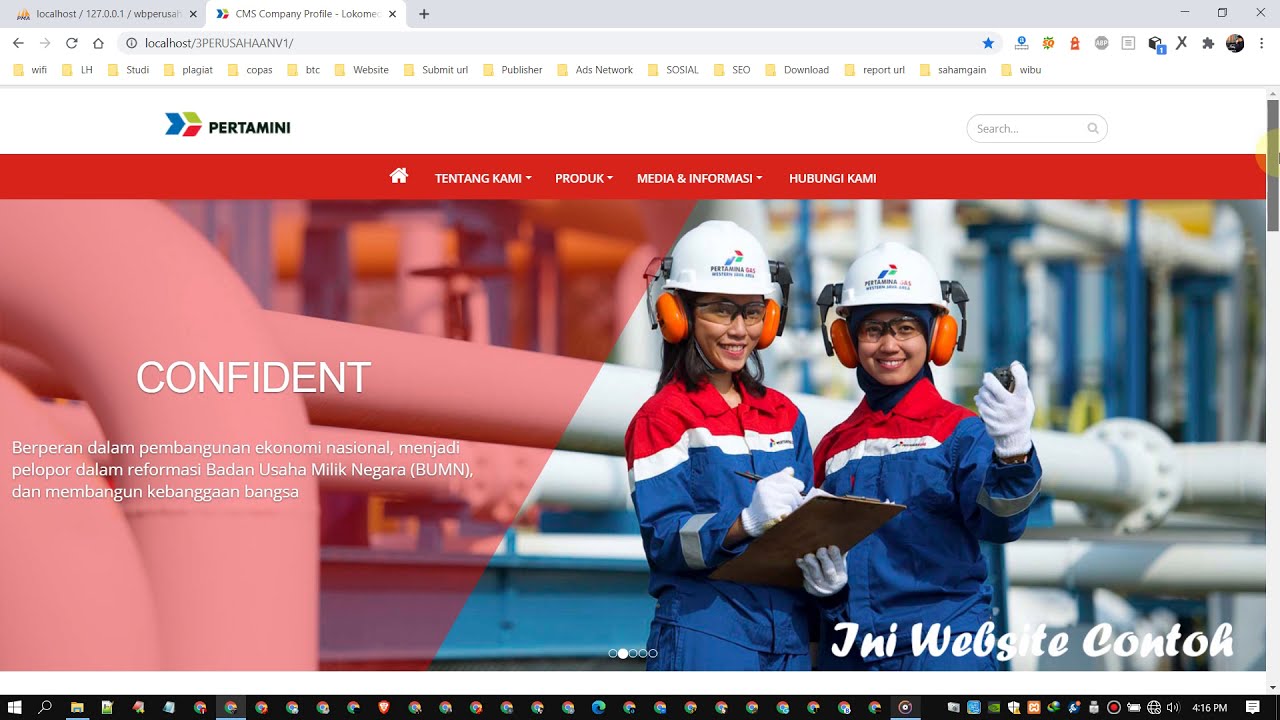 localhost / 127.0.0.1 / wbperusah
CMS Company Profile - Lokomed
localhost/3PERUSAHAANV1/
wifi LH Studi plagiat copas btc Website Submit url Publisher Ads Network SOSIAL SEO Download report url sahamgain wibu
PERTAMINI
Search...
TENTANG KAMI PRODUK MEDIA & INFORMASI HUBUNGI KAMI
PERTAMINA GAS
WESTERN JAVA AREA
PERTAMINA GAS
WESTERN JAVA AREA
CONFIDENT
Berperan dalam pembangunan ekonomi nasional, menjadi
pelopor dalam reformasi Badan Usaha Milik Negara (BUMN),
dan membangun kebanggaan bangsa
Ini Website Contoh
4:16 PM